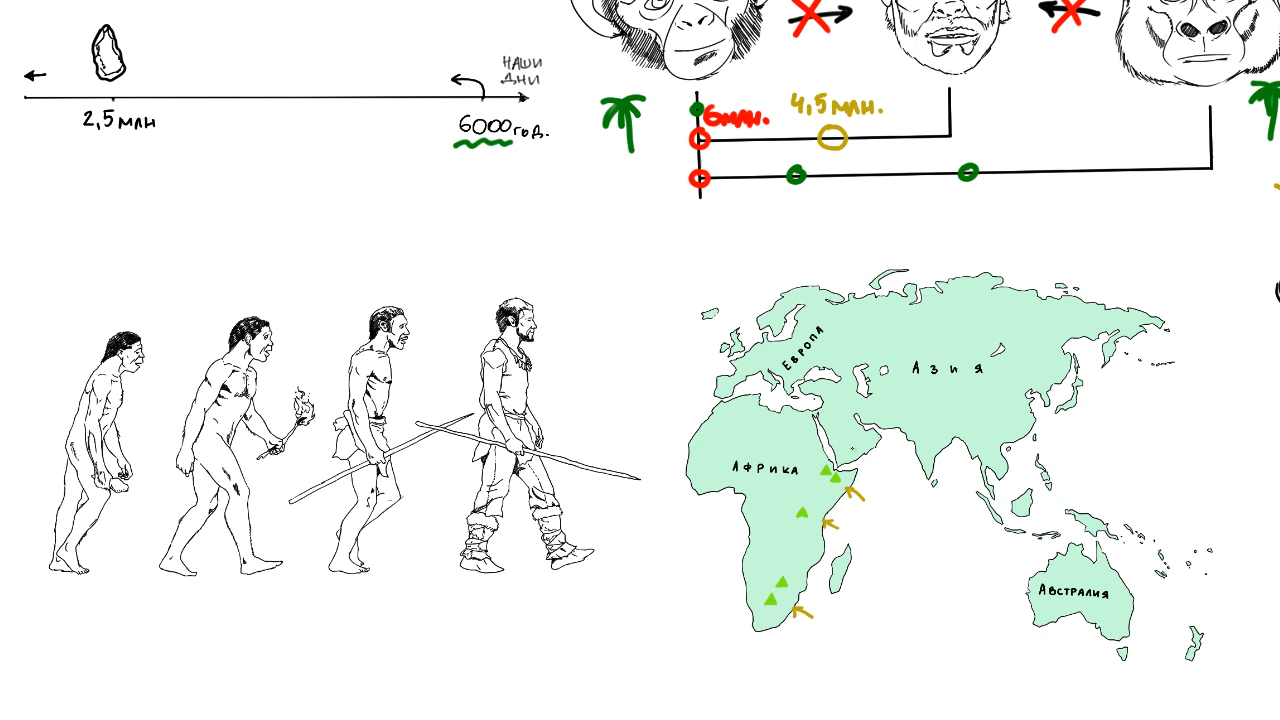 НАШИ
ДНИ
2,5 млн
6000 год.
6млн.
4,5 млн.
ЕВРОПА
АЗИЯ
АФРИКА
АВСТРАЛИЯ